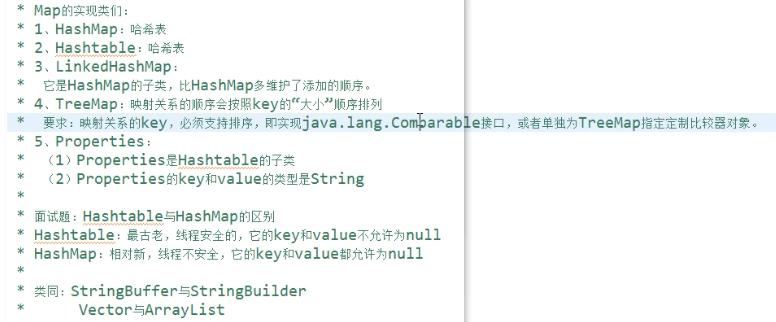 * Map的实现类们：
* 1、HashMap：哈希表
* 2、Hashtable：哈希表
* 3、LinkedHashMap：
* 它是HashMap的子类，比HashMap多维护了添加的顺序。
* 4、TreeMap：映射关系的顺序会按照key的“大小”顺序排列
* 要求：映射关系的key，必须支持排序，即实现java.lang.Comparable接口，或者单独为TreeMap指定定制比较器对象。
* 5、Properties：
* （1）Properties是Hashtable的子类
* （2）Properties的key和value的类型是String
*
* 面试题：Hashtable与HashMap的区别
* Hashtable：最古老，线程安全的，它的key和value不允许为null
* HashMap：相对新，线程不安全，它的key和value都允许为null
*
* 类同：StringBuffer与StringBuilder
* Vector与ArrayList